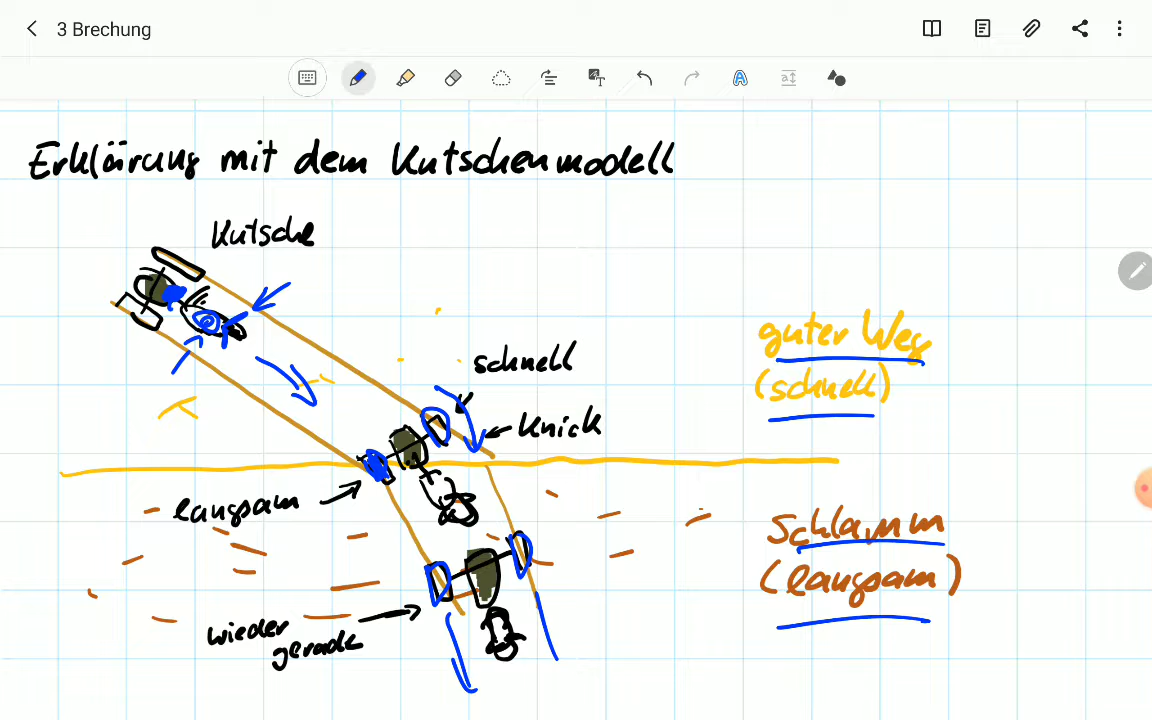 3 Brechung
Erklärung mit dem Kutschenmodell
Kutsche
schnell
Knick
guter Weg
(schnell)
langsam
Schlamm
(langsam)
wieder
gerade